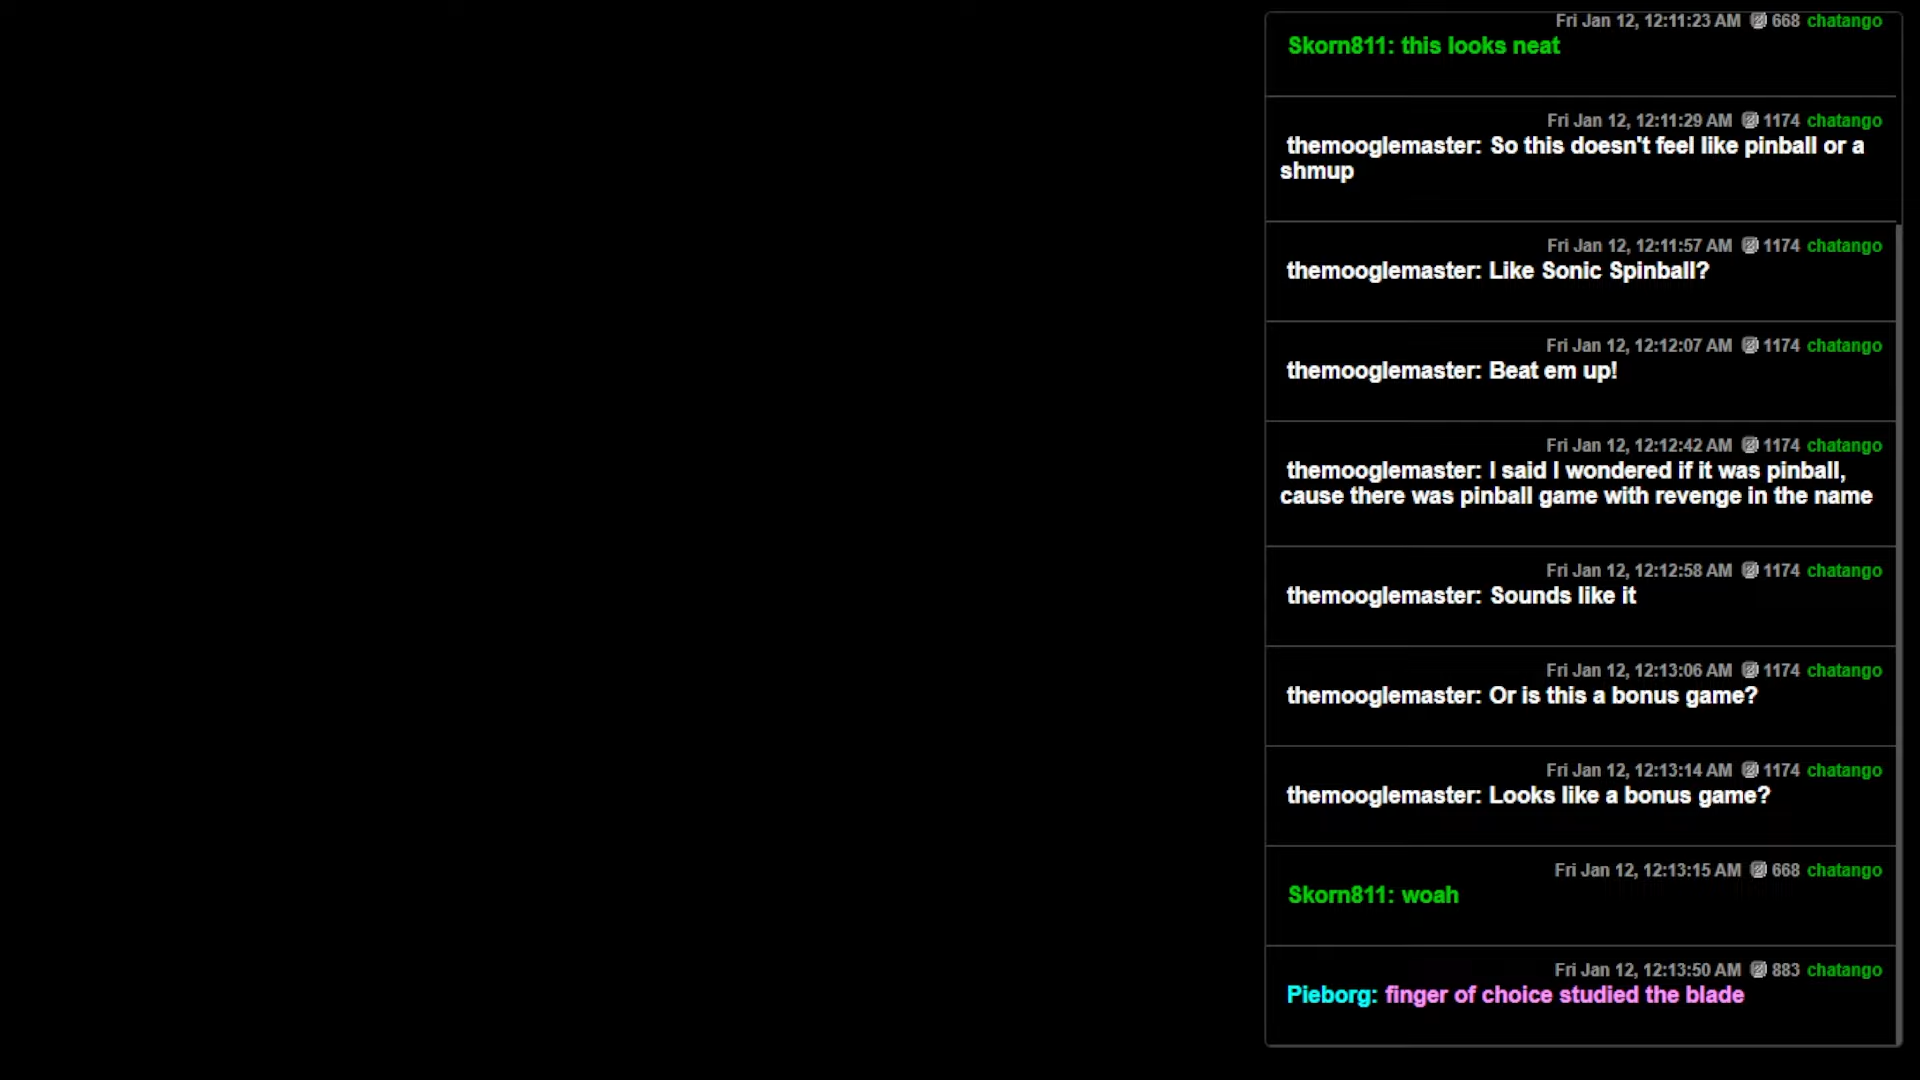 Fri Jan 12, 12:11:23 AM 668 chatango
Skorn811: this looks neat
Fri Jan 12, 12:11:29 AM 1174 chatango
themooglemaster: So this doesn't feel like pinball or a
shmup
Fri Jan 12, 12:11:57 AM 1174 chatango
themooglemaster: Like Sonic Spinball?
Fri Jan 12, 12:12:07 AM 1174 chatango
themooglemaster: Beat em up!
Fri Jan 12, 12:12:42 AM 1174 chatango
themooglemaster: I said I wondered if it was pinball,
cause there was pinball game with revenge in the name
Fri Jan 12, 12:12:58 AM 1174 chatango
themooglemaster: Sounds like it
Fri Jan 12, 12:13:06 AM 1174 chatango
themooglemaster: Or is this a bonus game?
Fri Jan 12, 12:13:14 AM 1174 chatango
themooglemaster: Looks like a bonus game?
Fri Jan 12, 12:13:15 AM 668 chatango
Skorn811: woah
Fri Jan 12, 12:13:50 AM 883 chatango
Pieborg: finger of choice studied the blade